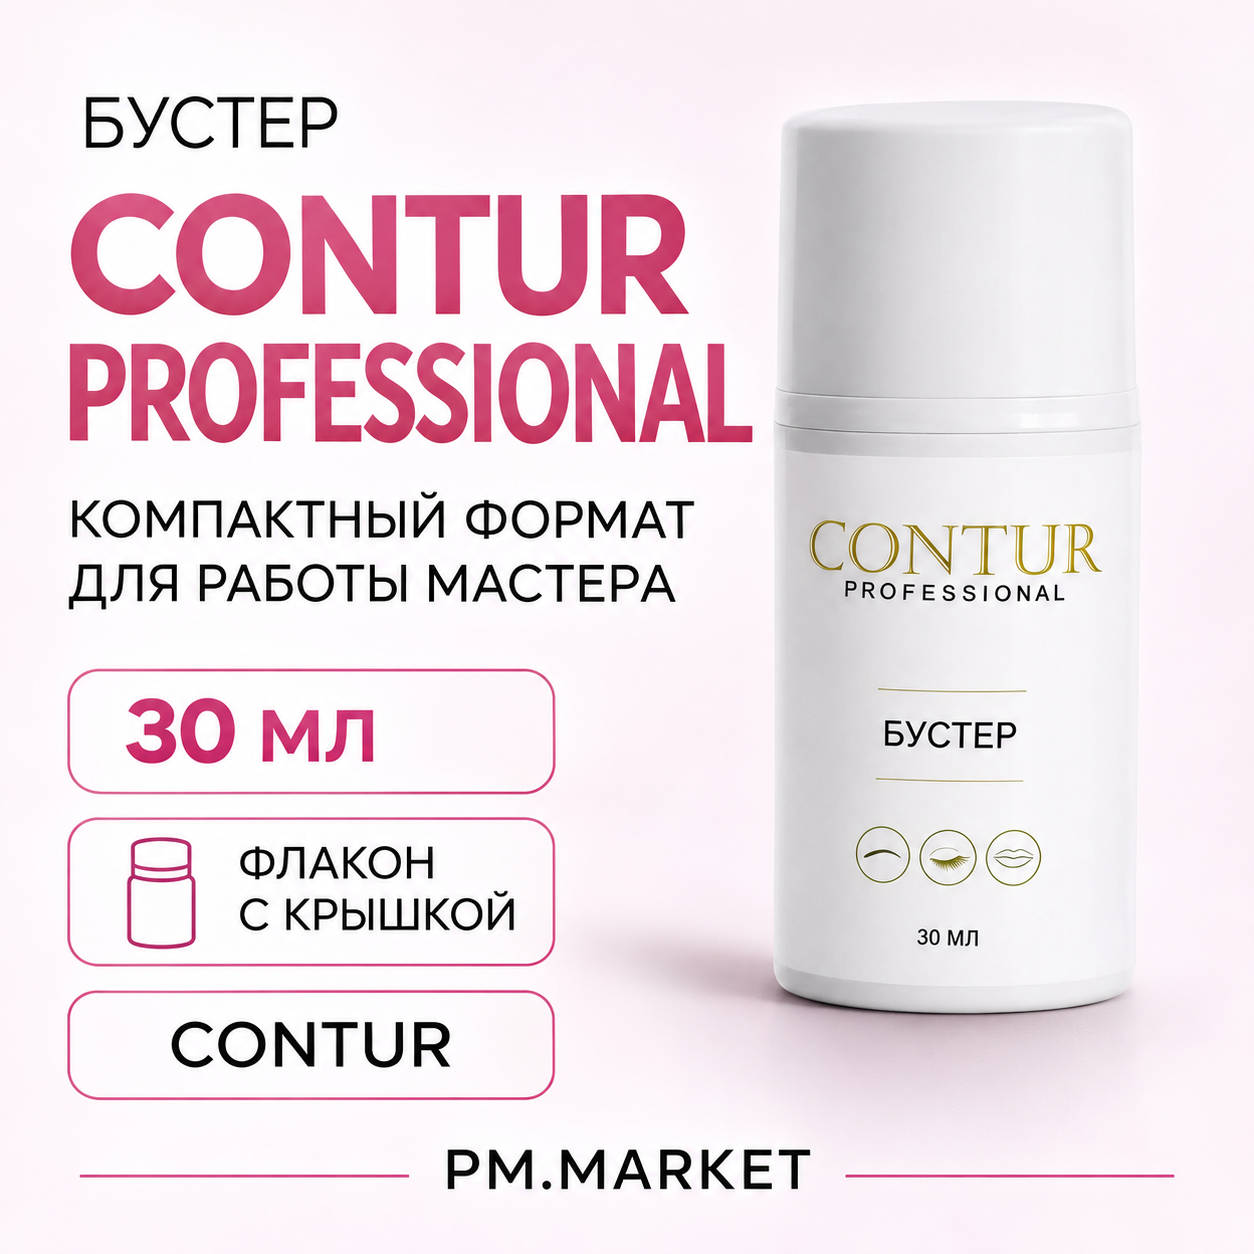 БУСТЕР
CONTUR
PROFESSIONAL
КОМПАКТНЫЙ ФОРМАТ
ДЛЯ РАБОТЫ МАСТЕРА
30 МЛ
ФЛАКОН
С КРЫШКОЙ
CONTUR
CONTUR
PROFESSIONAL
БУСТЕР
30 МЛ
PM.MARKET